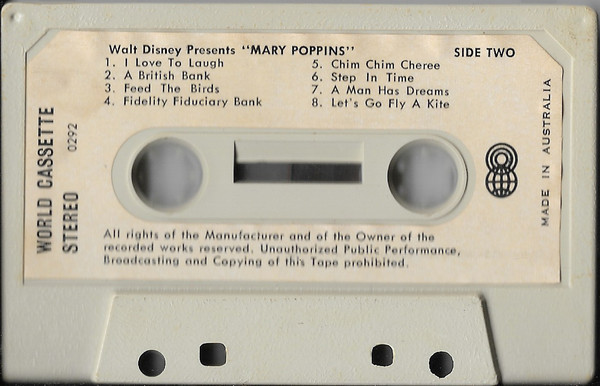 Walt Disney Presents "MARY POPPINS"
SIDE TWO
1. I Love To Laugh
2. A British Bank
3. Feed The Birds
4. Fidelity Fiduciary Bank
5. Chim Chim Cheree
6. Step In Time
7. A Man Has Dreams
8. Let's Go Fly A Kite
WORLD CASSETTE
STEREO 0292
MADE IN AUSTRALIA
All rights of the Manufacturer and of the Owner of the
recorded works reserved. Unauthorized Public Performance,
Broadcasting and Copying of this Tape prohibited.